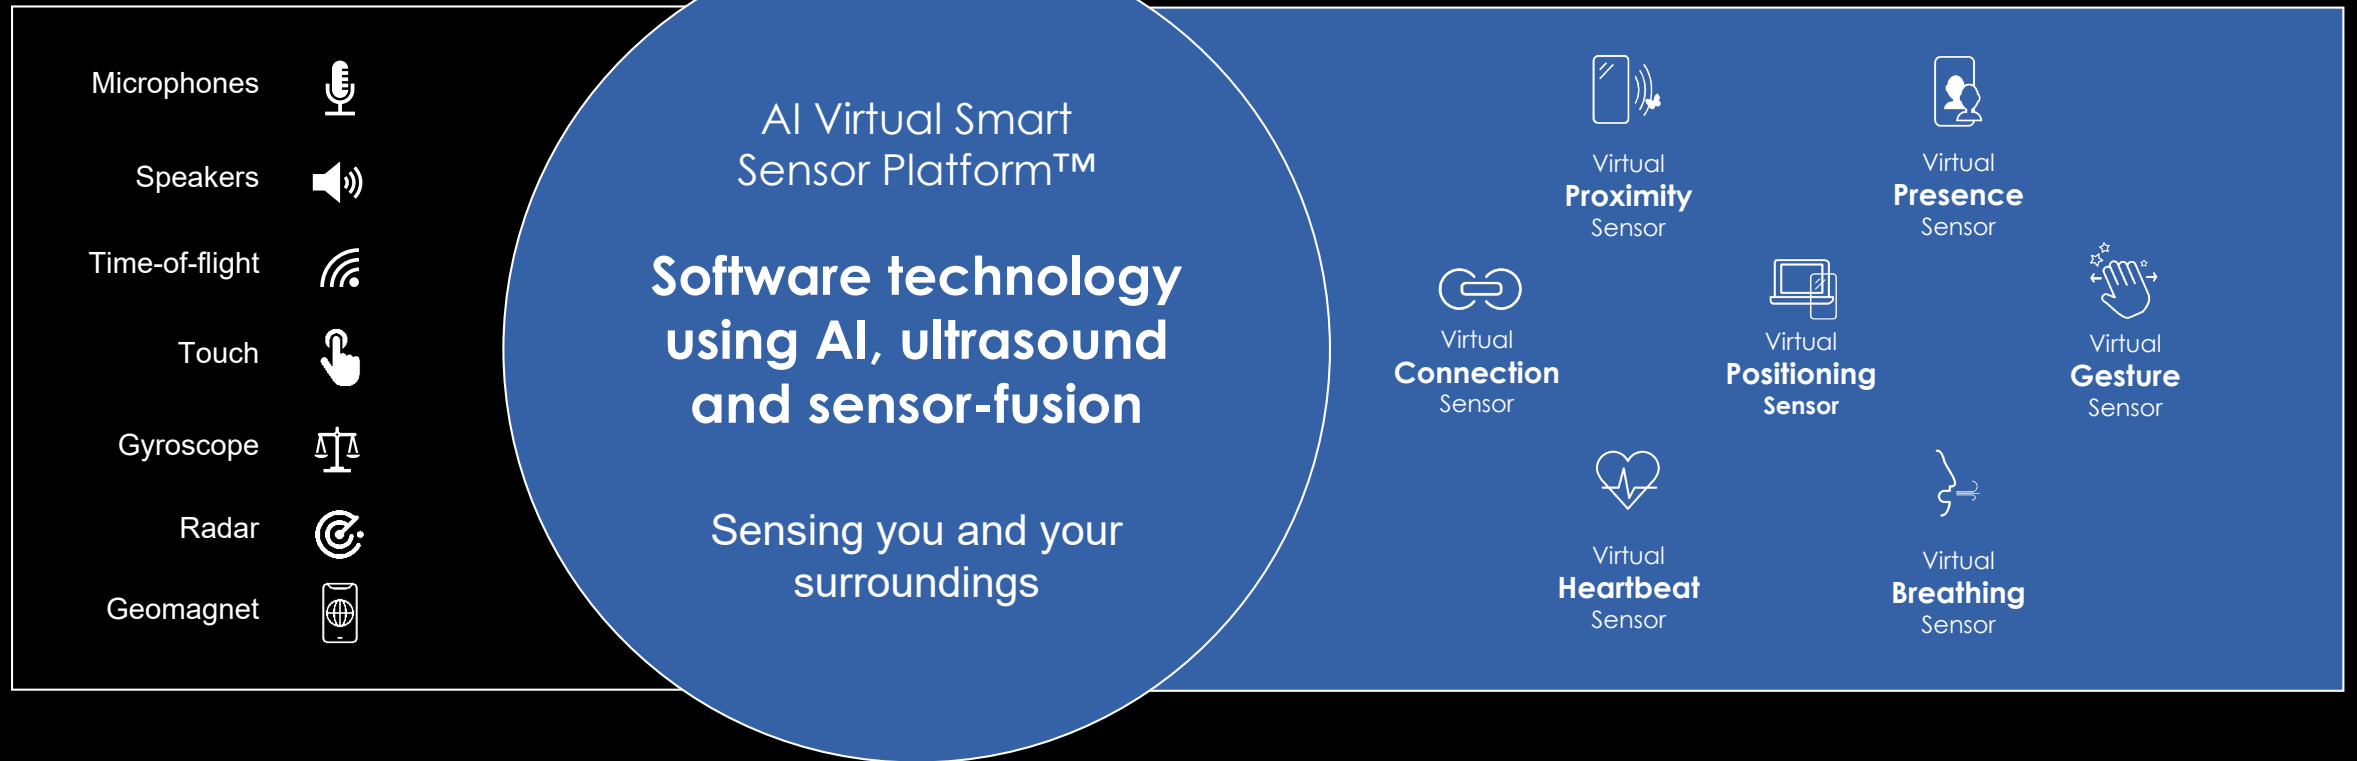 Microphones
Speakers
Time-of-flight
Touch
Gyroscope
Radar
Geomagnet
AI Virtual Smart
Sensor Platform™
Software technology
using AI, ultrasound
and sensor-fusion
Sensing you and your
surroundings
Virtual
Proximity
Sensor
Virtual
Presence
Sensor
Virtual
Connection
Sensor
Virtual
Positioning
Sensor
Virtual
Gesture
Sensor
Virtual
Heartbeat
Sensor
Virtual
Breathing
Sensor